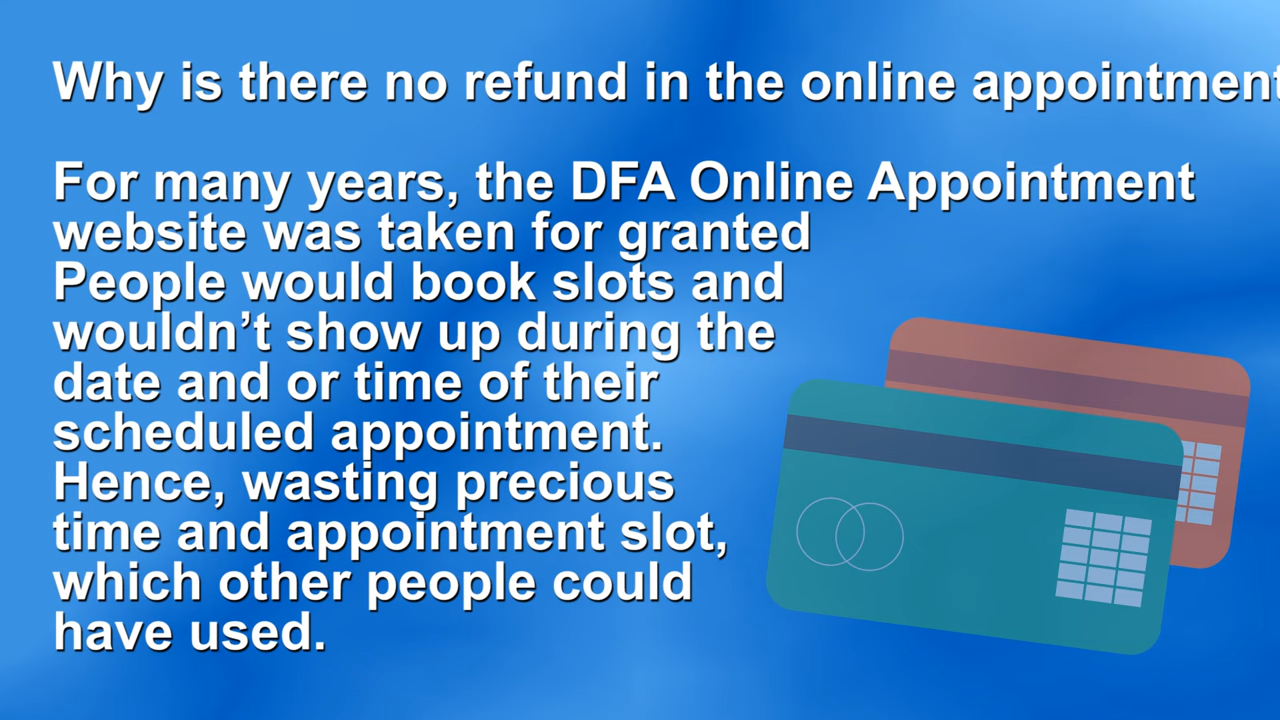 Why is there no refund in the online appointment
For many years, the DFA Online Appointment
website was taken for granted
People would book slots and
wouldn’t show up during the
date and or time of their
scheduled appointment.
Hence, wasting precious
time and appointment slot,
which other people could
have used.